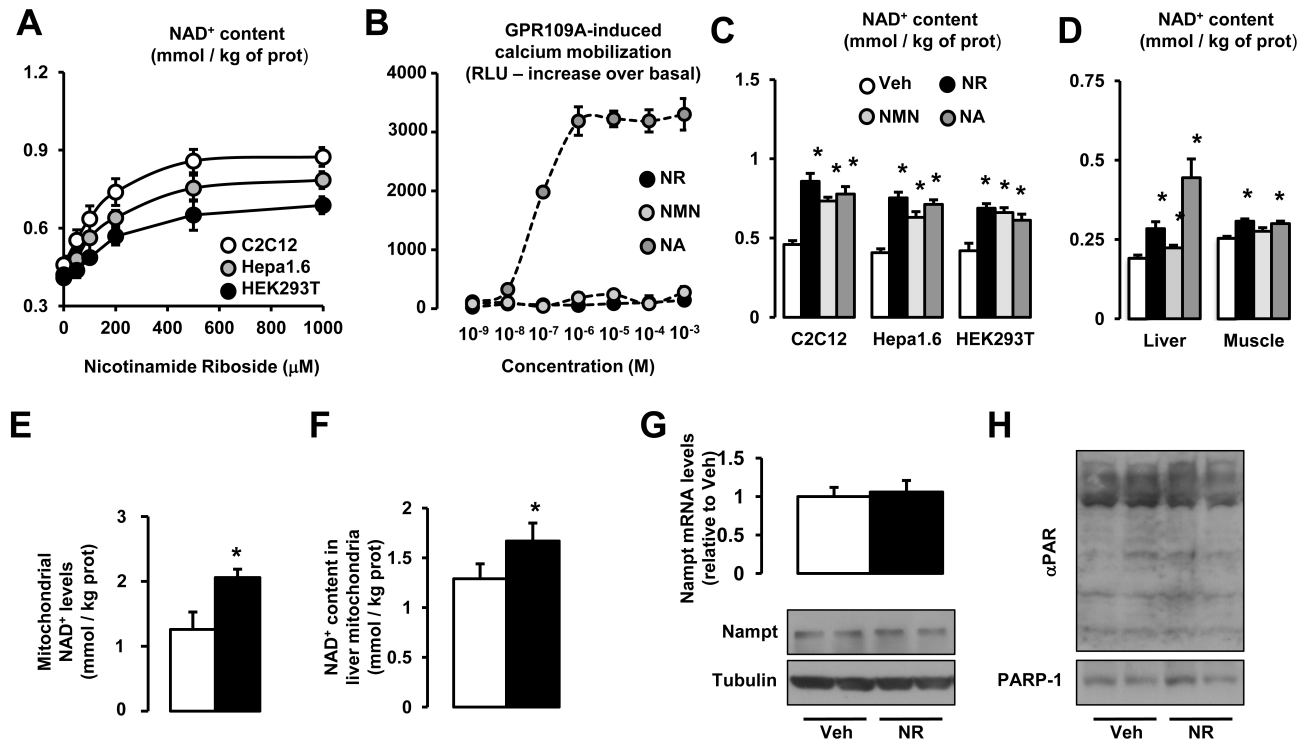 A
NAD⁺ content
(mmol / kg of prot)
1.2
0.9
0.6
0.3
C2C12
Hepa1.6
HEK293T
0 200 400 600 800 1000
Nicotinamide Riboside (μM)
B
GPR109A-induced
calcium mobilization
(RLU – increase over basal)
4000
3000
2000
1000
0
NR
NMN
NA
10⁻⁹ 10⁻⁸ 10⁻⁷ 10⁻⁶ 10⁻⁵ 10⁻⁴ 10⁻³
Concentration (M)
C
NAD⁺ content
(mmol / kg of prot)
Veh NR
NMN NA
1.5
1
0.5
0
* * *
* * *
* * *
C2C12 Hepa1.6 HEK293T
D
NAD⁺ content
(mmol / kg of prot)
0.75
0.5
0.25
0
* * *
* *
Liver Muscle
E
Mitochondrial
NAD⁺ levels
(mmol / kg prot)
3
2
1
0
*
F
NAD⁺ content in
liver mitochondria
(mmol / kg prot)
2
1.5
1
0.5
0
*
G
Nampt mRNA levels
(relative to Veh)
1.5
1
0.5
0
Nampt
Tubulin
Veh NR
H
αPAR
PARP-1
Veh NR